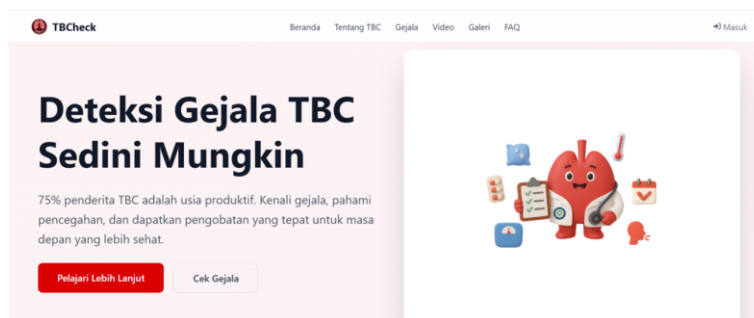 TBCheck
Beranda Tentang TBC Gejala Video Galeri FAQ
Masuk
Deteksi Gejala TBC
Sedini Mungkin
75% penderita TBC adalah usia produktif. Kenali gejala, pahami
pencegahan, dan dapatkan pengobatan yang tepat untuk masa
depan yang lebih sehat.
Pelajari Lebih Lanjut Cek Gejala